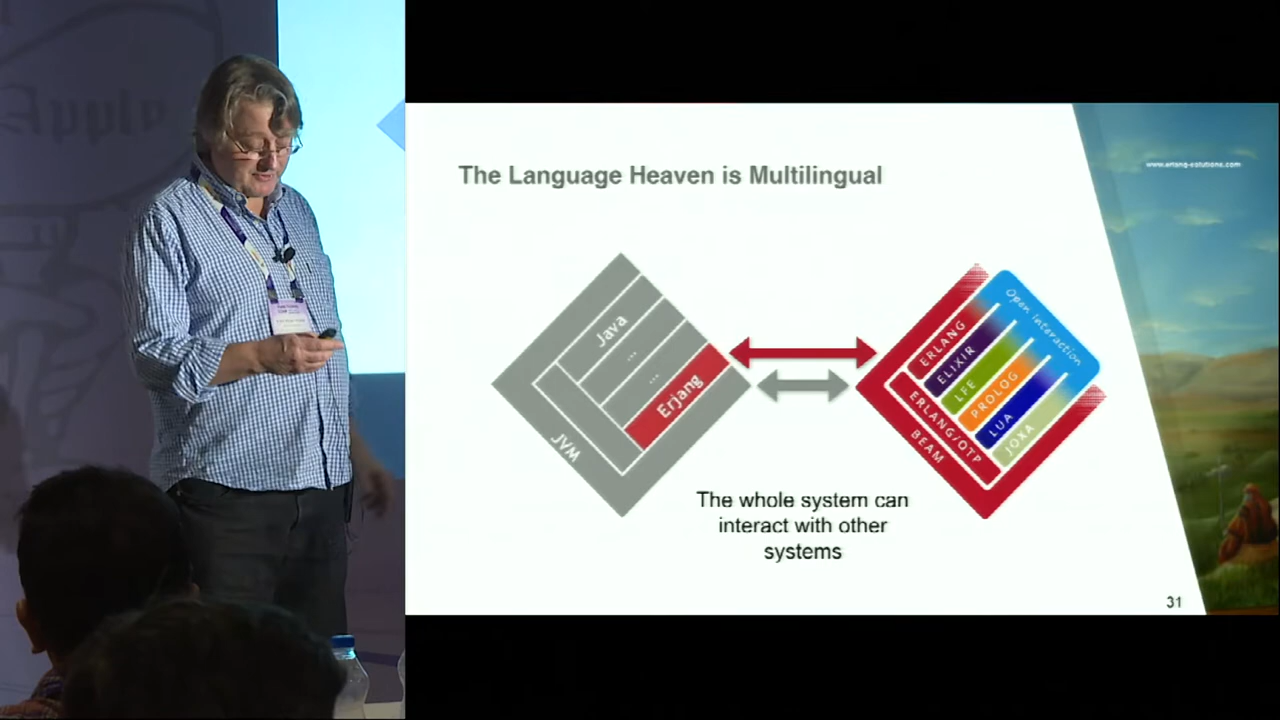 Apple
The Language Heaven is Multilingual
www.erlang-solutions.com
Java
...
...
Erjang
JVM
Open Interaction
ERLANG
ELIXIR
LFE
PROLOG
LUA
JOXA
ERLANG/OTP
BEAM
The whole system can
interact with other
systems
31